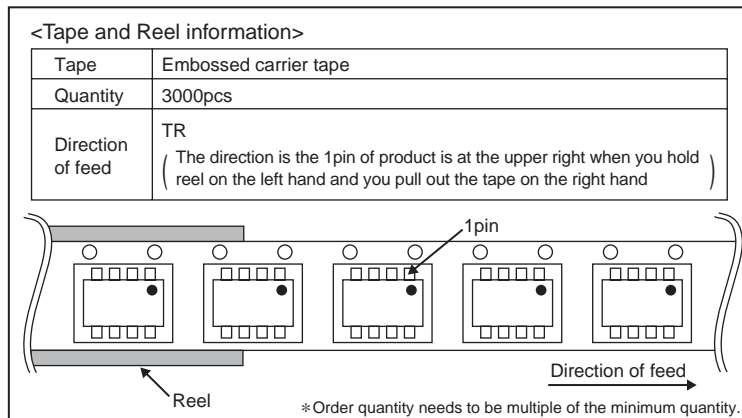 <Tape and Reel information>
Tape Embossed carrier tape
Quantity 3000pcs
Direction of feed TR
( The direction is the 1pin of product is at the upper right when you hold
reel on the left hand and you pull out the tape on the right hand )
1pin
Direction of feed
Reel
*Order quantity needs to be multiple of the minimum quantity.